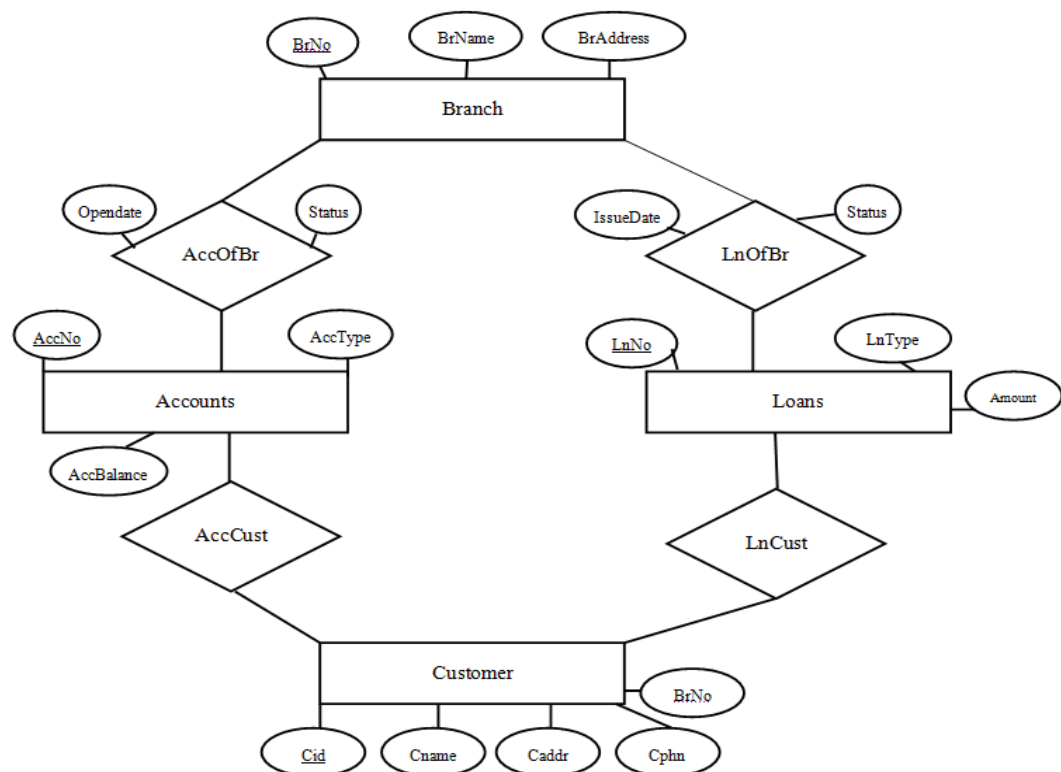 BrNo
BrName
BrAddress
Branch
Opendate
Status
IssueDate
Status
AccOfBr
LnOfBr
AccNo
AccType
LnNo
LnType
Accounts
Loans
Amount
AccBalance
AccCust
LnCust
Customer
BrNo
Cid
Cname
Caddr
Cphn